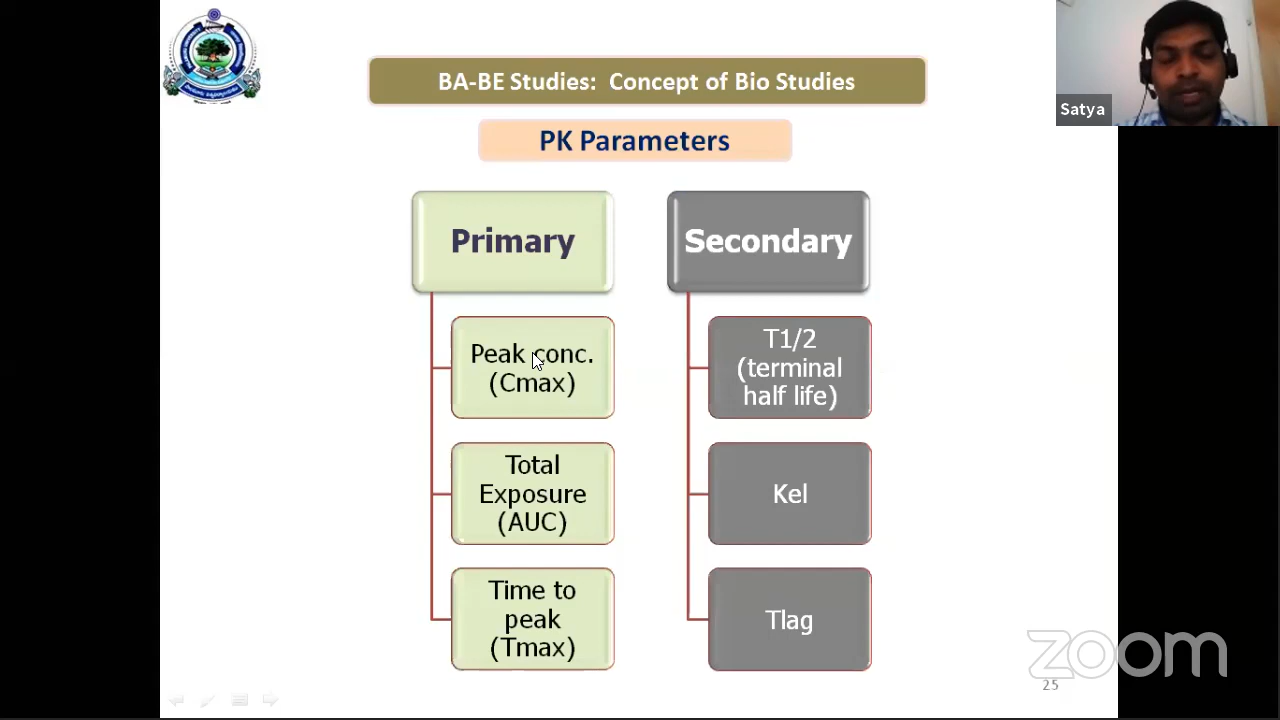 BA-BE Studies: Concept of Bio Studies
Satya
PK Parameters
Primary
Secondary
Peak conc.
(Cmax)
T1/2
(terminal
half life)
Total
Exposure
(AUC)
Kel
Time to
peak
(Tmax)
Tlag
zoom
25